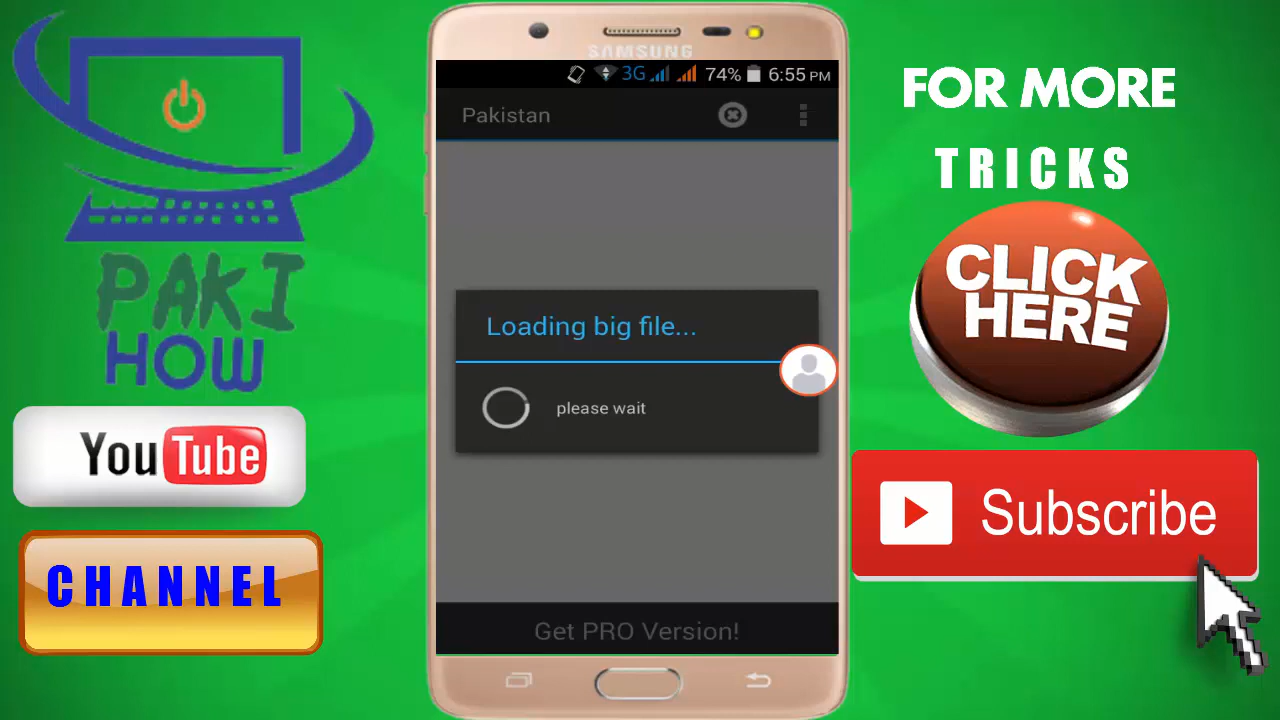 PAKI
HOW
YouTube
CHANNEL
SAMSUNG
3G 74% 6:55 PM
Pakistan
Loading big file...
please wait
Get PRO Version!
FOR MORE
TRICKS
CLICK
HERE
Subscribe